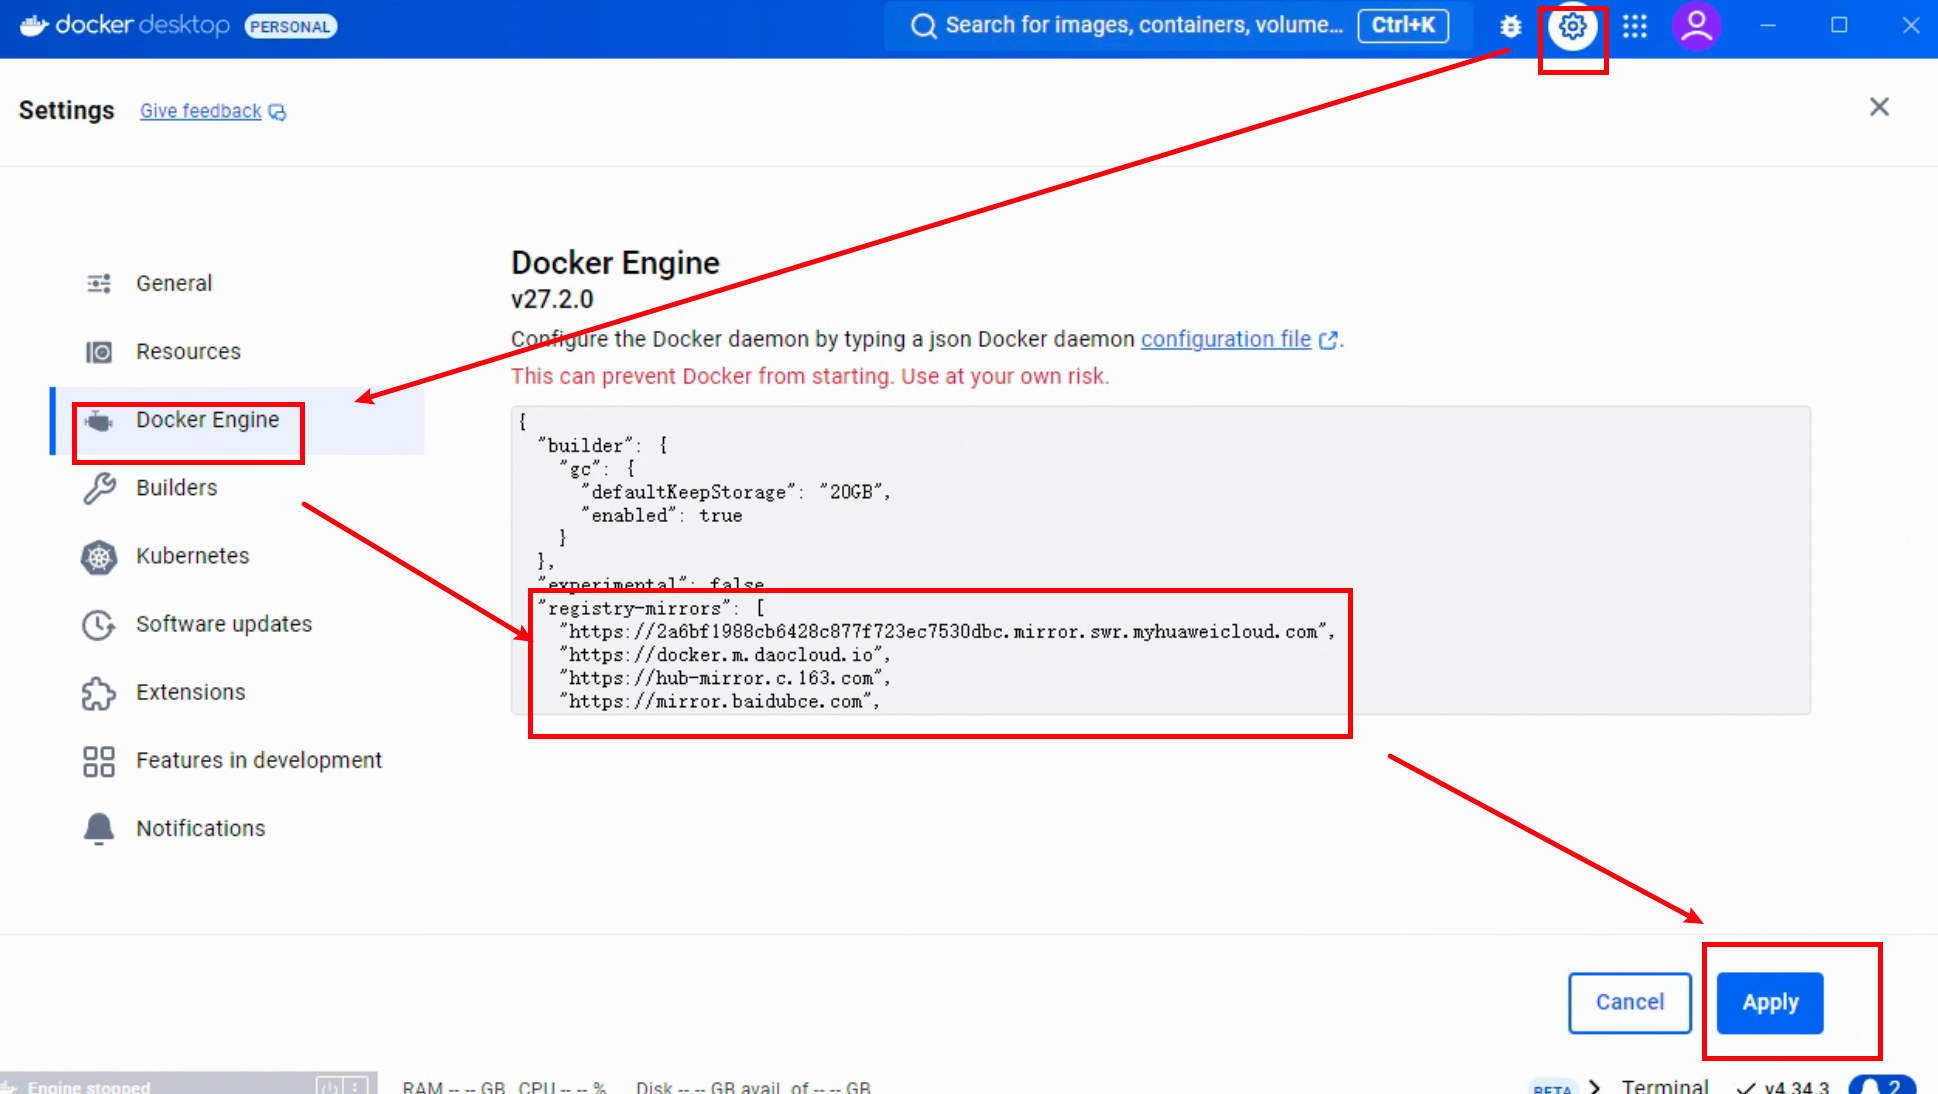 docker desktop PERSONAL
Search for images, containers, volume... Ctrl+K
Settings Give feedback
General
Resources
Docker Engine
Builders
Kubernetes
Software updates
Extensions
Features in development
Notifications
Docker Engine
v27.2.0
Configure the Docker daemon by typing a json Docker daemon configuration file.
This can prevent Docker from starting. Use at your own risk.
{
"builder": {
"gc": {
"defaultKeepStorage": "20GB",
"enabled": true
}
},
"experimental": false
"registry-mirrors": [
"https://2a6bf1988cb6428c877f723ec7530dbc.mirror.swr.myhuaweicloud.com",
"https://docker.m.daocloud.io",
"https://hub-mirror.c.163.com",
"https://mirror.baidubce.com",
Cancel Apply
Engine stopped RAM -- -- GB CPU -- -- % Disk -- -- GB avail. of -- -- GB BETA Terminal v4.34.3 2